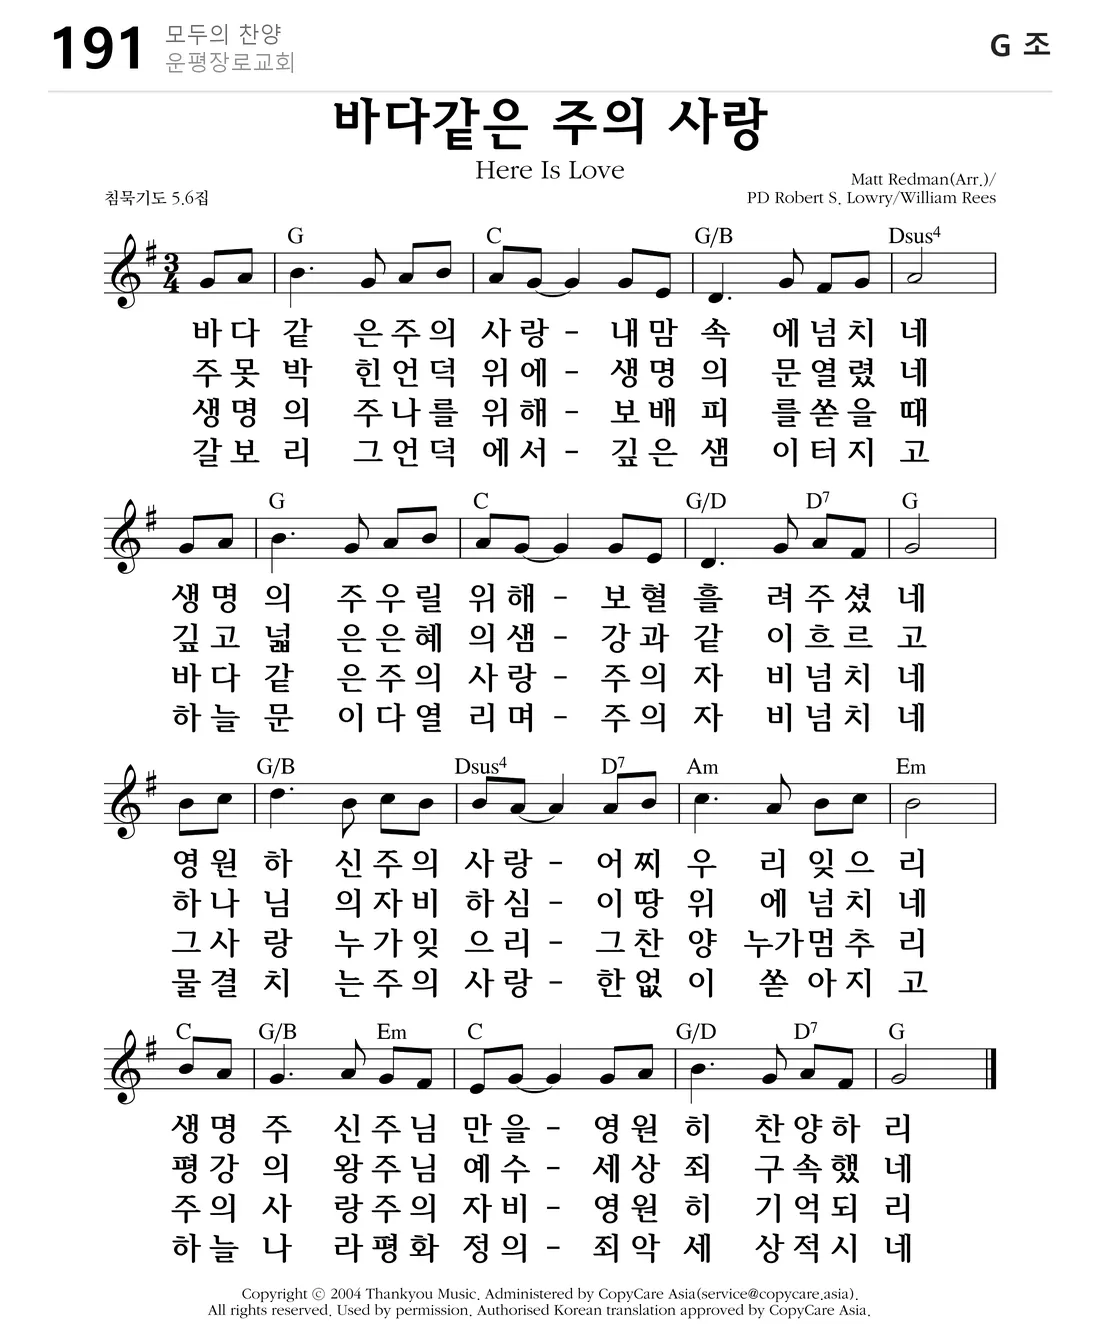 191 모두의 찬양
운평장로교회
G 조
바다같은 주의 사랑
Here Is Love
침묵기도 5.6집
Matt Redman(Arr.)/
PD Robert S. Lowry/William Rees
G C G/B Dsus4
3
4
바 다 같 은 주 의 사 랑 - 내 맘 속 에 넘 치 네
주 못 박 힌 언 덕 위 에 - 생 명 의 문 열 렸 네
생 명 의 주 나 를 위 해 - 보 배 피 를 쏟 을 때
갈 보 리 그 언 덕 에 서 - 깊 은 샘 이 터 지 고
G C G/D D7 G
생 명 의 주 우 릴 위 해 - 보 혈 흘 려 주 셨 네
깊 고 넓 은 은 혜 의 샘 - 강 과 같 이 흐 르 고
바 다 같 은 주 의 사 랑 - 주 의 자 비 넘 치 네
하 늘 문 이 다 열 리 며 - 주 의 자 비 넘 치 네
G/B Dsus4 D7 Am Em
영 원 하 신 주 의 사 랑 - 어 찌 우 리 잊 으 리
하 나 님 의 자 비 하 심 - 이 땅 위 에 넘 치 네
그 사 랑 누 가 잊 으 리 - 그 찬 양 누가 멈 추 리
물 결 치 는 주 의 사 랑 - 한 없 이 쏟 아 지 고
C G/B Em C G/D D7 G
생 명 주 신 주 님 만 을 - 영 원 히 찬 양 하 리
평 강 의 왕 주 님 예 수 - 세 상 죄 구 속 했 네
주 의 사 랑 주 의 자 비 - 영 원 히 기 억 되 리
하 늘 나 라 평 화 정 의 - 죄 악 세 상 적 시 네
Copyright ⓒ 2004 Thankyou Music. Administered by CopyCare Asia(service@copycare.asia).
All rights reserved. Used by permission. Authorised Korean translation approved by CopyCare Asia.